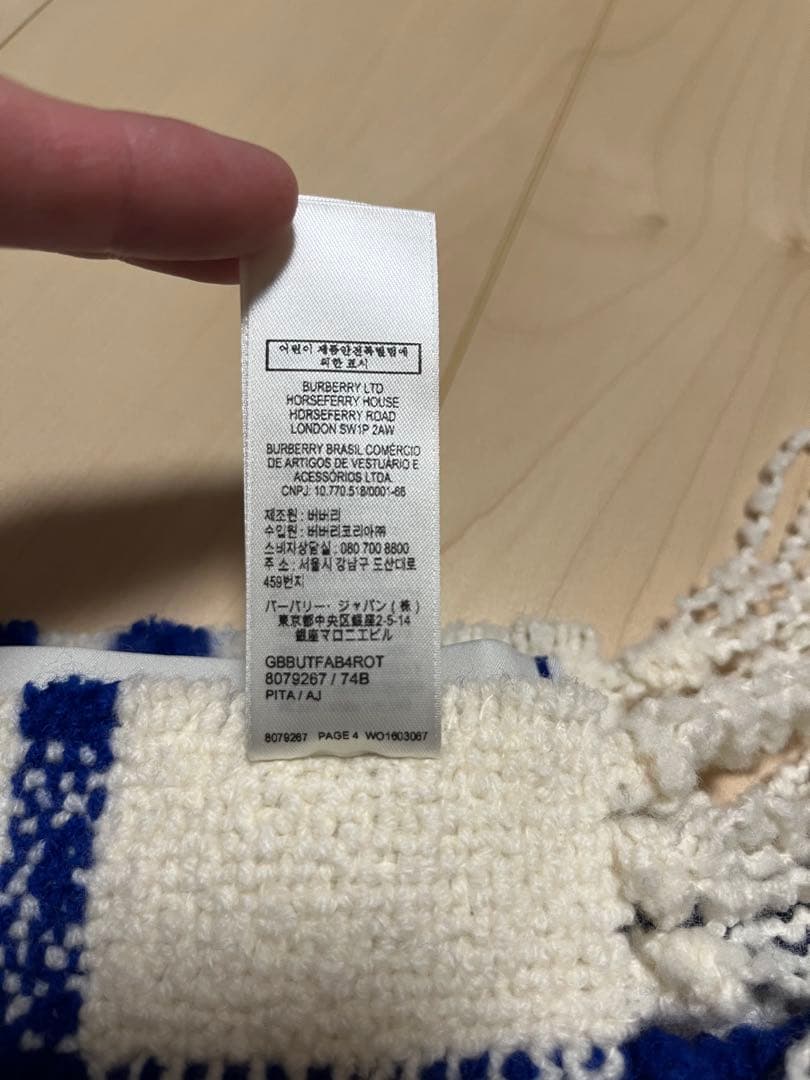 어린이 제품안전특별법에
의한 표시
BURBERRY LTD
HORSEFERRY HOUSE
HORSEFERRY ROAD
LONDON SW1P 2AW
BURBERRY BRASIL COMÉRCIO
DE ARTIGOS DE VESTUÁRIO E
ACESSÓRIOS LTDA.
CNPJ: 10.770.518/0001-66
제조원 : 버버리
수입원 : 버버리코리아㈜
소비자상담실 : 080 700 8800
주 소 : 서울시 강남구 도산대로
459번지
バーバリー・ジャパン(株)
東京都中央区銀座2-5-14
銀座マロニエビル
GBBUTFAB4ROT
8079267 / 74B
PITA / AJ
8079267 PAGE 4 WO1603067